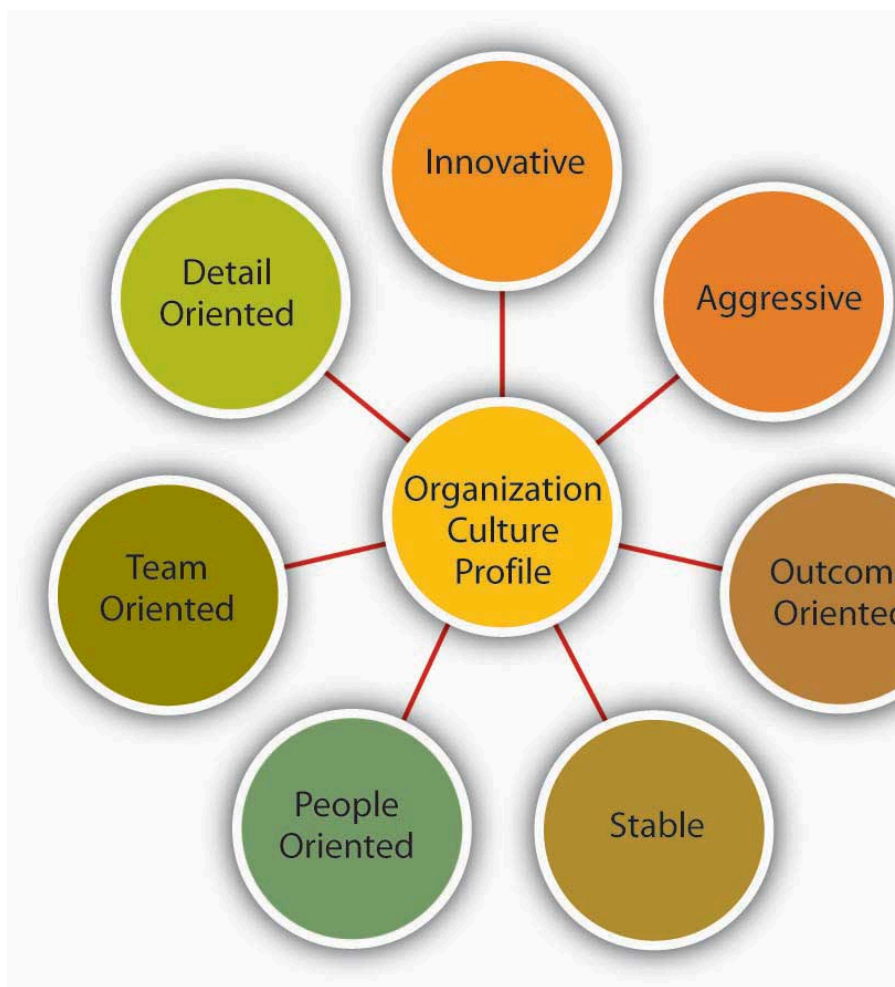 Innovative
Detail
Oriented
Aggressive
Organization
Culture
Profile
Team
Oriented
Outcom
Oriente
People
Oriented
Stable